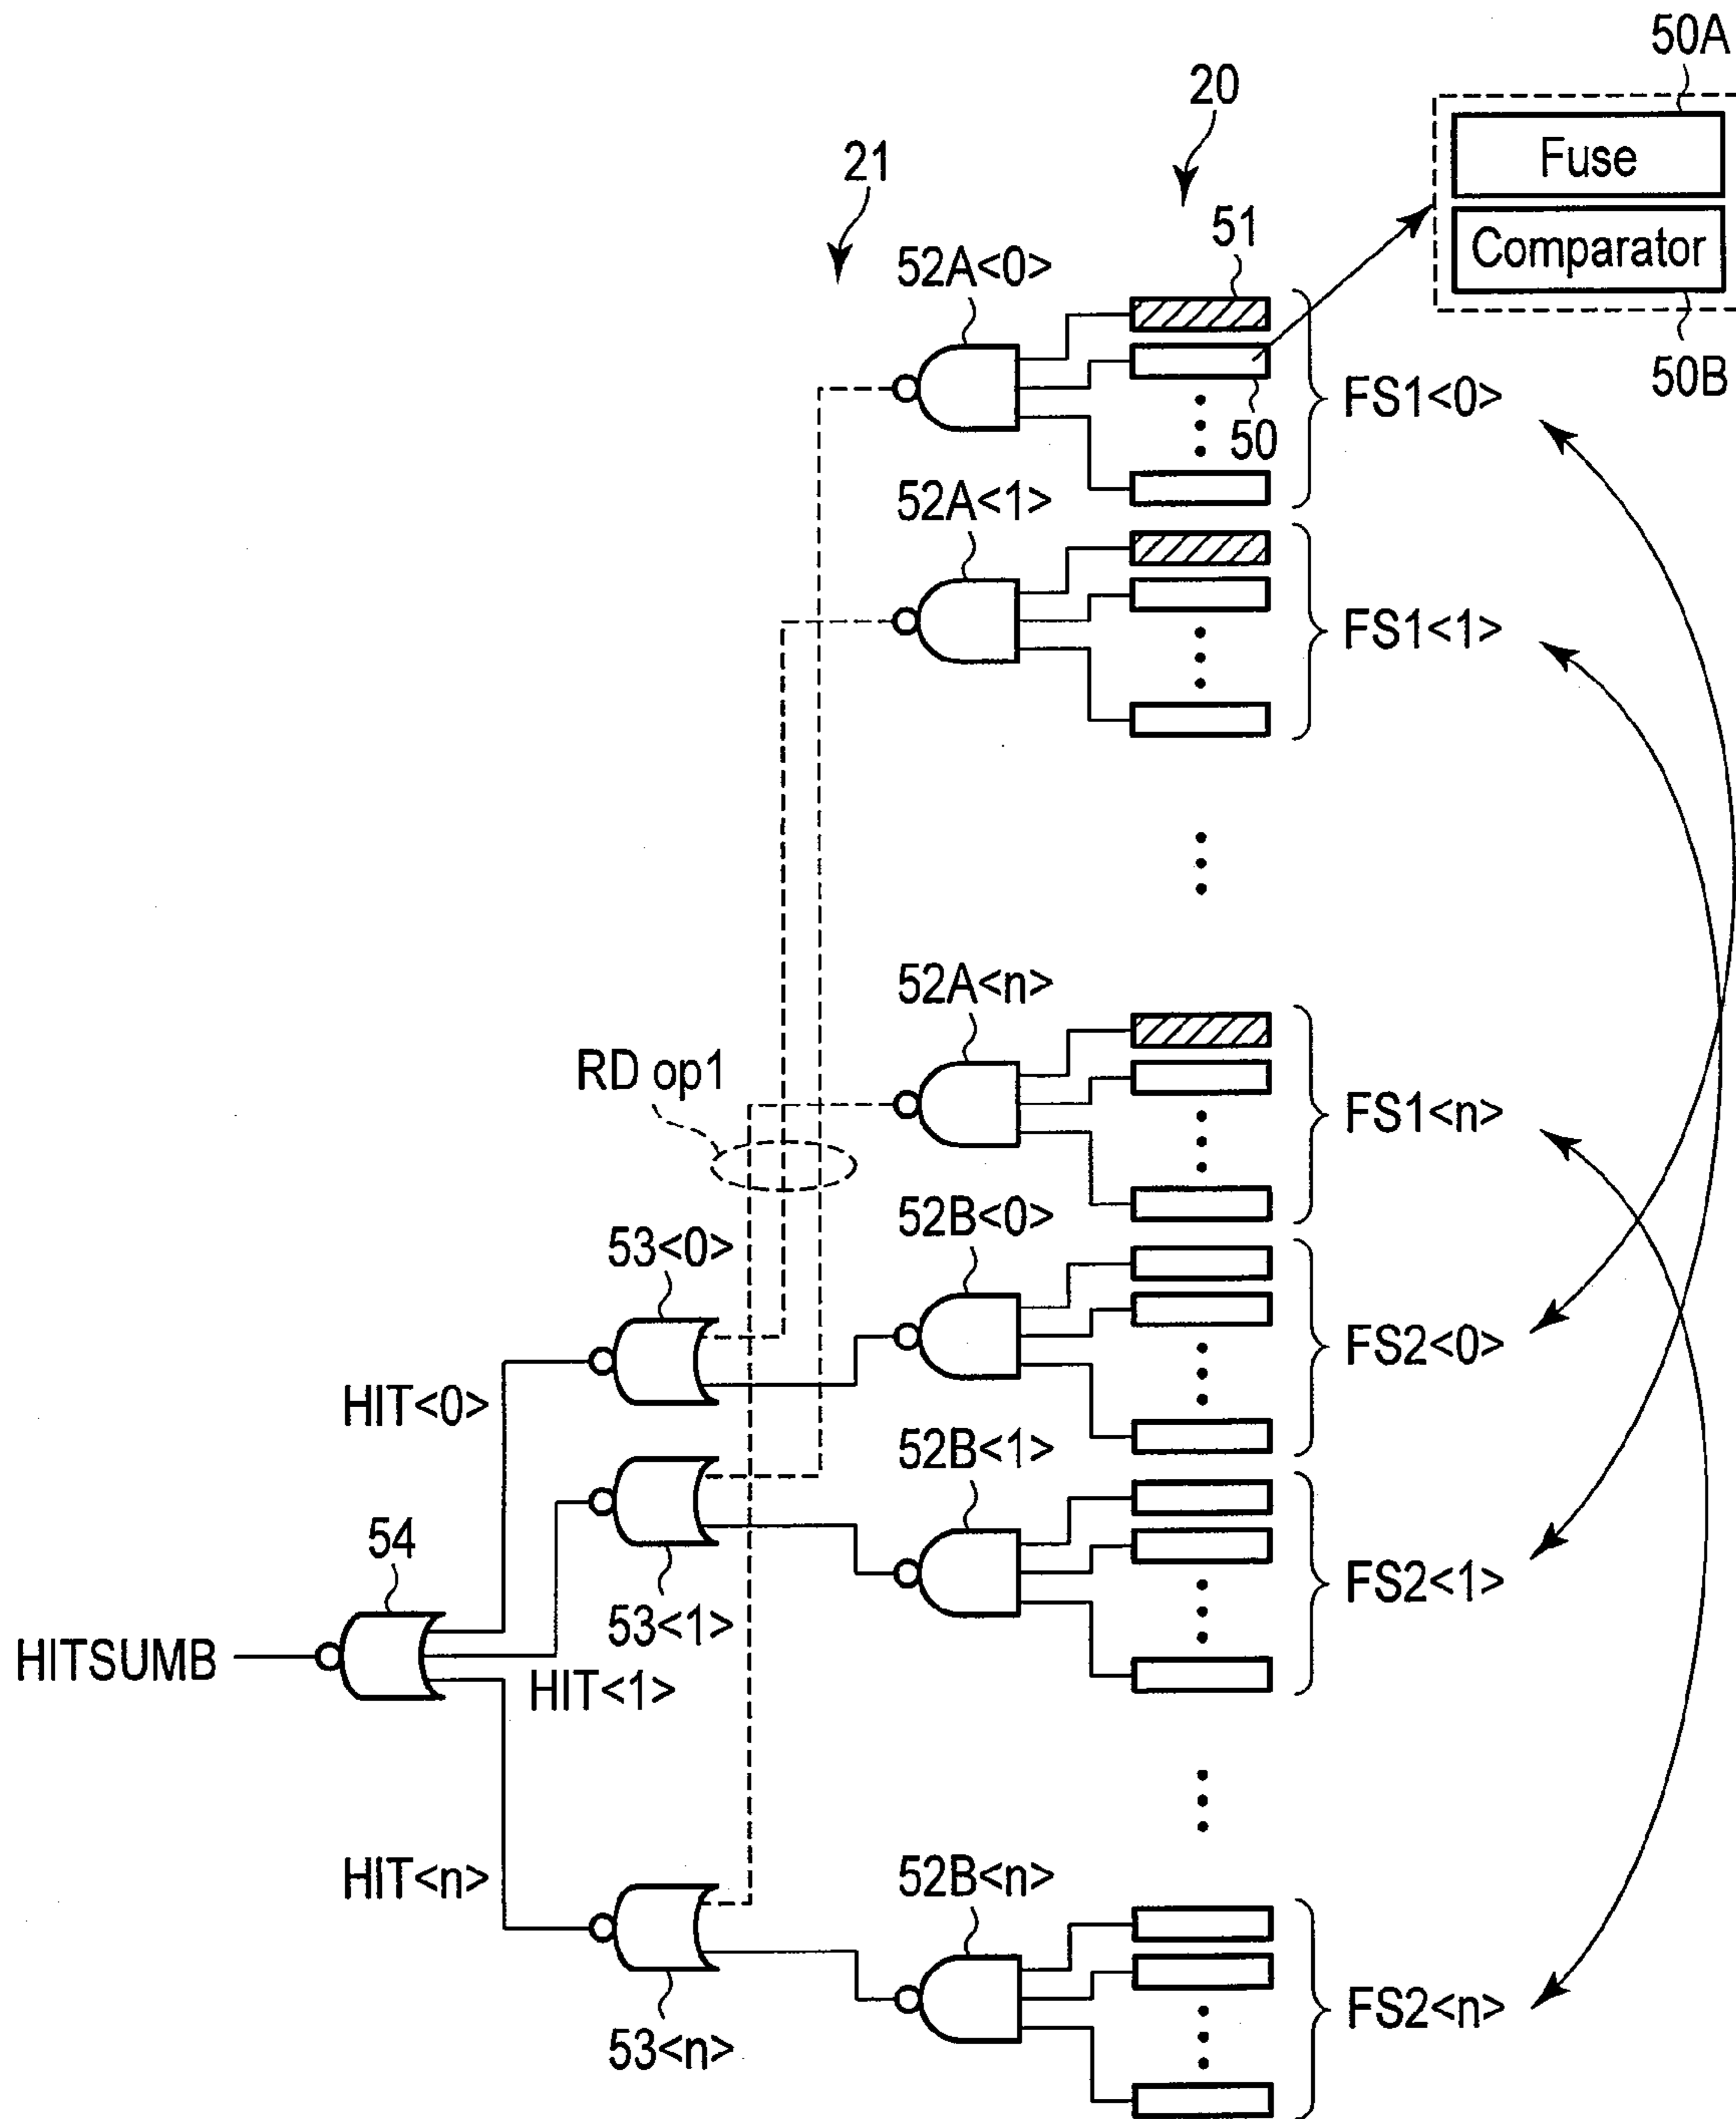 50A
20
Fuse
21
51
Comparator
52A<0>
50B
FS1<0>
50
52A<1>
FS1<1>
52A<n>
RD op1
FS1<n>
52B<0>
53<0>
FS2<0>
HIT<0>
52B<1>
54
FS2<1>
53<1>
HITSUMB
HIT<1>
HIT<n>
52B<n>
FS2<n>
53<n>